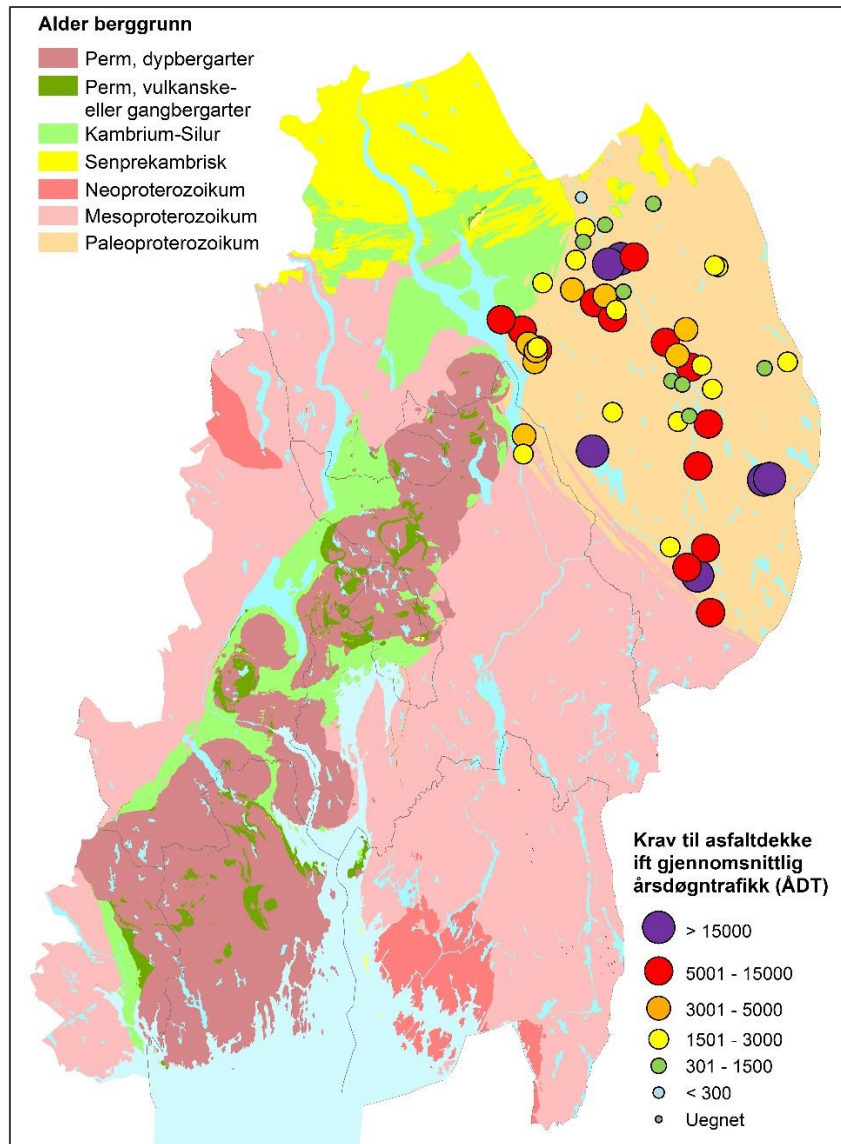 Alder berggrunn
Perm, dypbergarter
Perm, vulkanske-
eller gangbergarter
Kambrium-Silur
Senprekambrisk
Neoproterozoikum
Mesoproterozoikum
Paleoproterozoikum
Krav til asfaltdekke
ift gjennomsnittlig
årsdøgntrafikk (ÅDT)
> 15000
5001 - 15000
3001 - 5000
1501 - 3000
301 - 1500
< 300
Uegnet